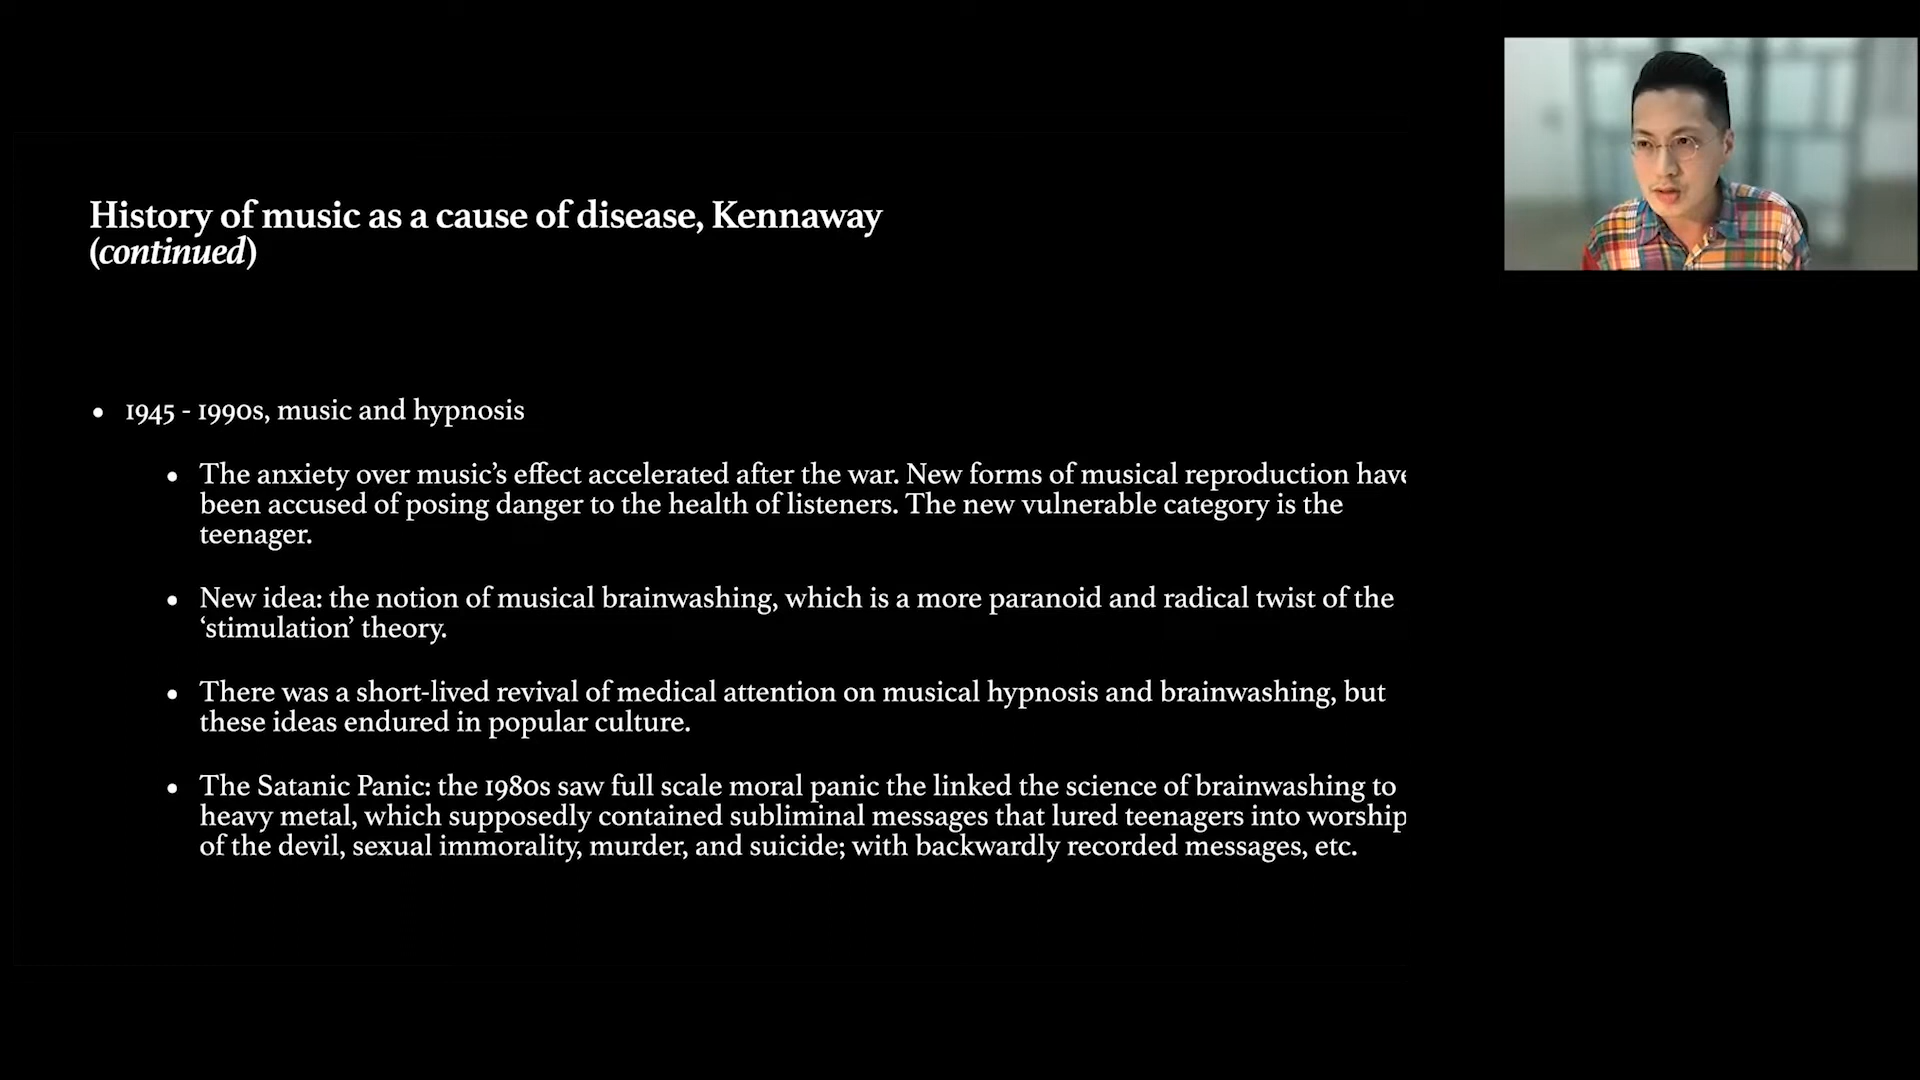 History of music as a cause of disease, Kennaway
(continued)
• 1945 - 1990s, music and hypnosis
• The anxiety over music’s effect accelerated after the war. New forms of musical reproduction have
been accused of posing danger to the health of listeners. The new vulnerable category is the
teenager.
• New idea: the notion of musical brainwashing, which is a more paranoid and radical twist of the
‘stimulation’ theory.
• There was a short-lived revival of medical attention on musical hypnosis and brainwashing, but
these ideas endured in popular culture.
• The Satanic Panic: the 1980s saw full scale moral panic the linked the science of brainwashing to
heavy metal, which supposedly contained subliminal messages that lured teenagers into worship
of the devil, sexual immorality, murder, and suicide; with backwardly recorded messages, etc.